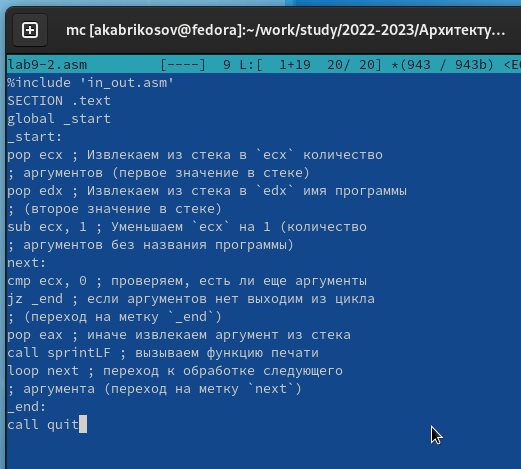 mc [akabrikosov@fedora]:~/work/study/2022-2023/Архитекту...
lab9-2.asm [----] 9 L:[ 1+19 20/ 20] *(943 / 943b) <EO
%include 'in_out.asm'
SECTION .text
global _start
_start:
pop ecx ; Извлекаем из стека в `ecx` количество
; аргументов (первое значение в стеке)
pop edx ; Извлекаем из стека в `edx` имя программы
; (второе значение в стеке)
sub ecx, 1 ; Уменьшаем `ecx` на 1 (количество
; аргументов без названия программы)
next:
cmp ecx, 0 ; проверяем, есть ли еще аргументы
jz _end ; если аргументов нет выходим из цикла
; (переход на метку `_end`)
pop eax ; иначе извлекаем аргумент из стека
call sprintLF ; вызываем функцию печати
loop next ; переход к обработке следующего
; аргумента (переход на метку `next`)
_end:
call quit